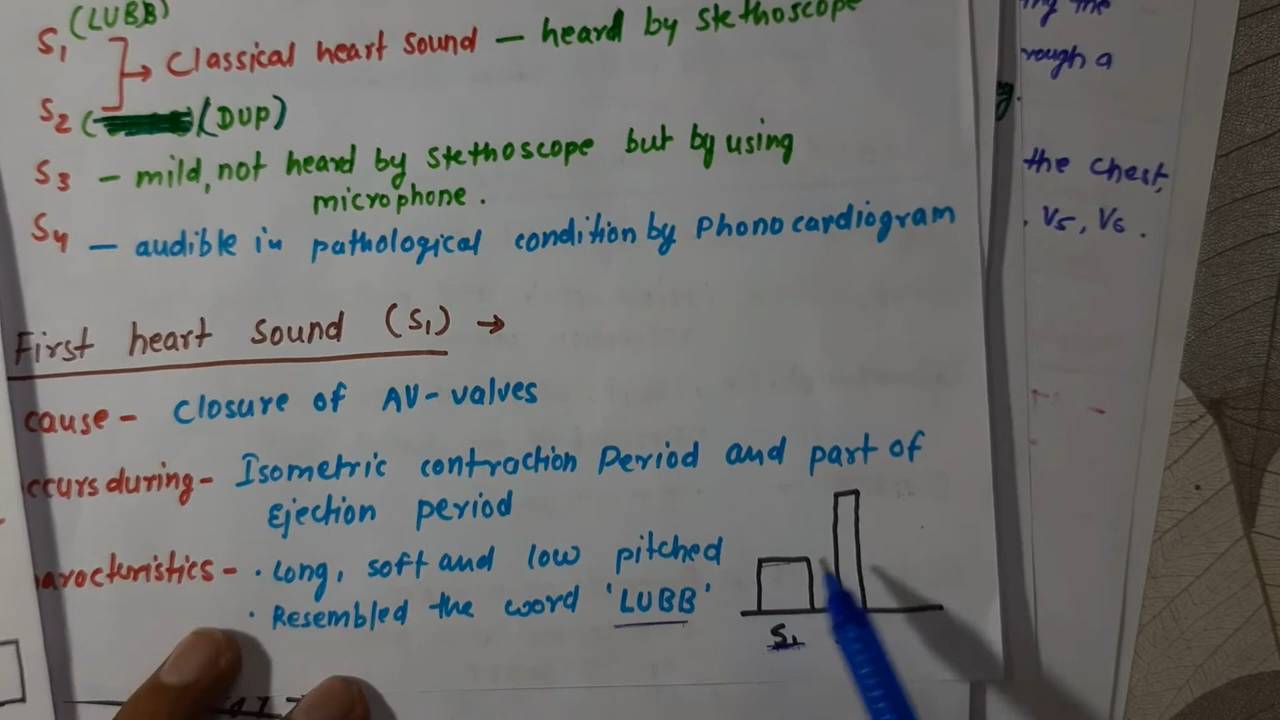 S1 (LUBB)
Classical heart sound - heard by stethoscope
S2 (DUP)
S3 - mild, not heard by stethoscope but by using
microphone.
S4 - audible in pathological condition by Phonocardiogram
First heart sound (S1) →
cause - Closure of AV-valves
ccurs during - Isometric contraction Period and part of
Ejection period
aracteristics - • Long, soft and low pitched
• Resembled the word 'LUBB'
S1
the
rough a
the chest,
. V5, V6 .